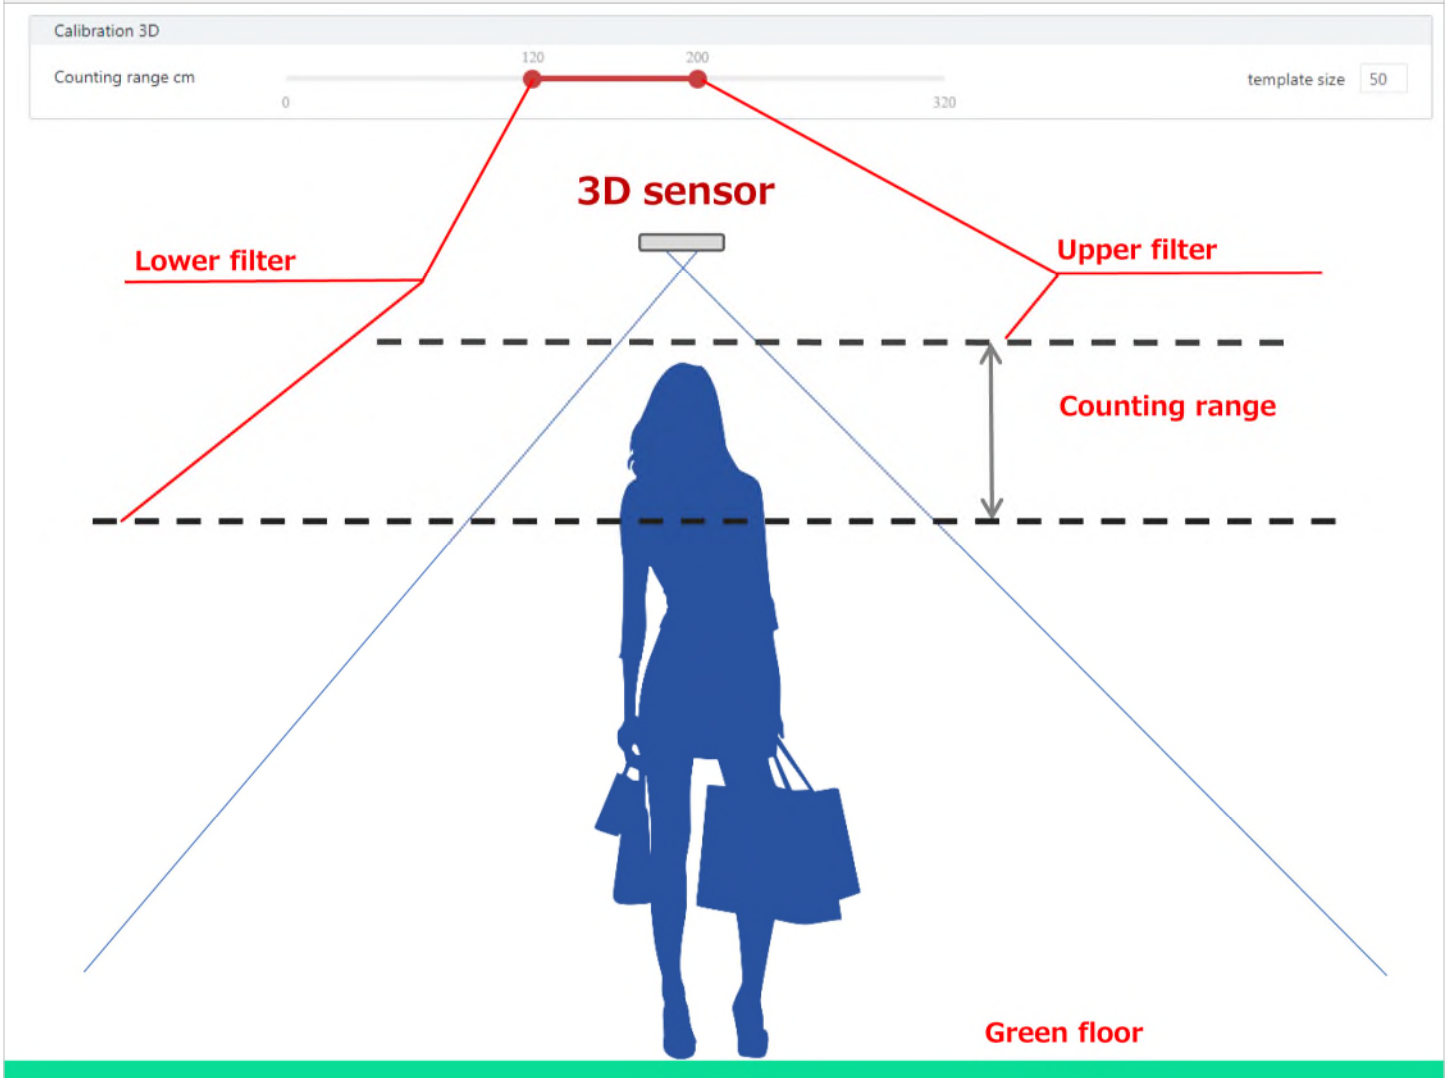 Calibration 3D
120 200
Counting range cm
template size 50
0 320
3D sensor
Lower filter
Upper filter
Counting range
Green floor